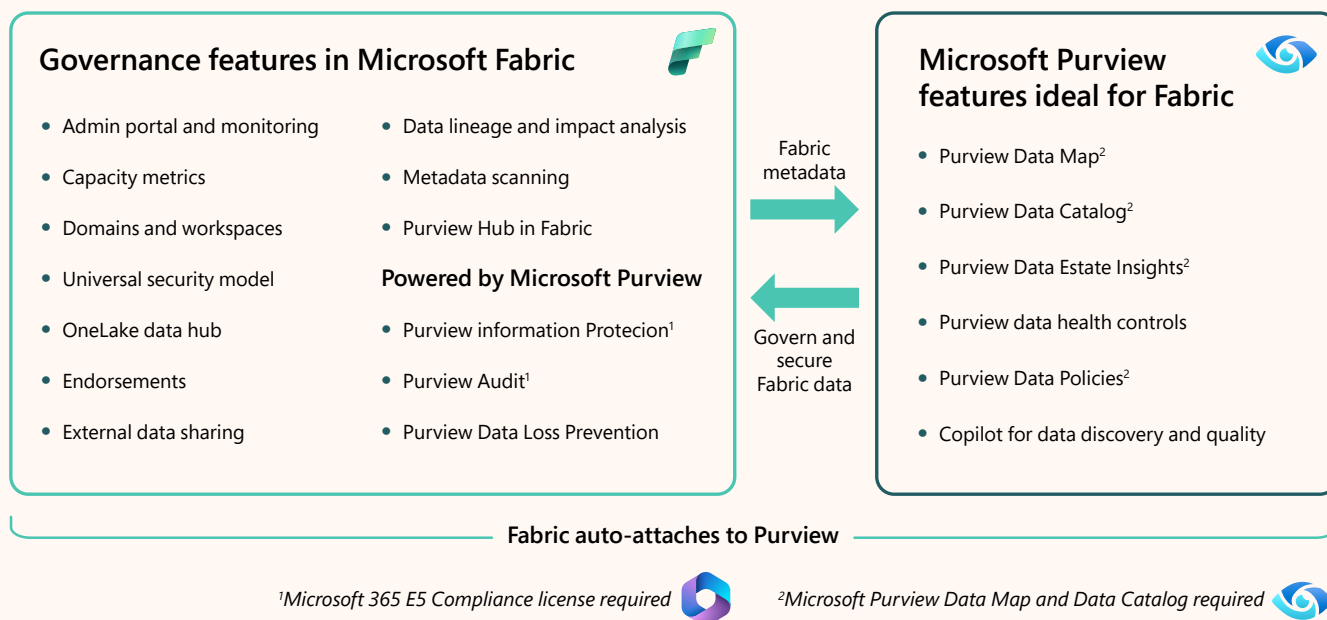 Governance features in Microsoft Fabric
• Admin portal and monitoring
• Capacity metrics
• Domains and workspaces
• Universal security model
• OneLake data hub
• Endorsements
• External data sharing
• Data lineage and impact analysis
• Metadata scanning
• Purview Hub in Fabric
Powered by Microsoft Purview
• Purview information Protecion¹
• Purview Audit¹
• Purview Data Loss Prevention
Fabric
metadata
Govern and
secure
Fabric data
Microsoft Purview
features ideal for Fabric
• Purview Data Map²
• Purview Data Catalog²
• Purview Data Estate Insights²
• Purview data health controls
• Purview Data Policies²
• Copilot for data discovery and quality
Fabric auto-attaches to Purview
¹Microsoft 365 E5 Compliance license required
²Microsoft Purview Data Map and Data Catalog required